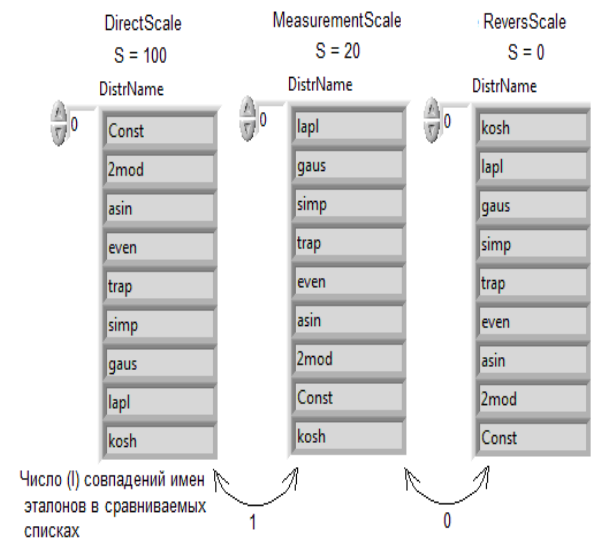 DirectScale
S = 100
DistrName
0
Const
2mod
asin
even
trap
simp
gaus
lapl
kosh
MeasurementScale
S = 20
DistrName
0
lapl
gaus
simp
trap
even
asin
2mod
Const
kosh
ReversScale
S = 0
DistrName
0
kosh
lapl
gaus
simp
trap
even
asin
2mod
Const
Число (I) совпадений имен
эталонов в сравниваемых
списках
1
0